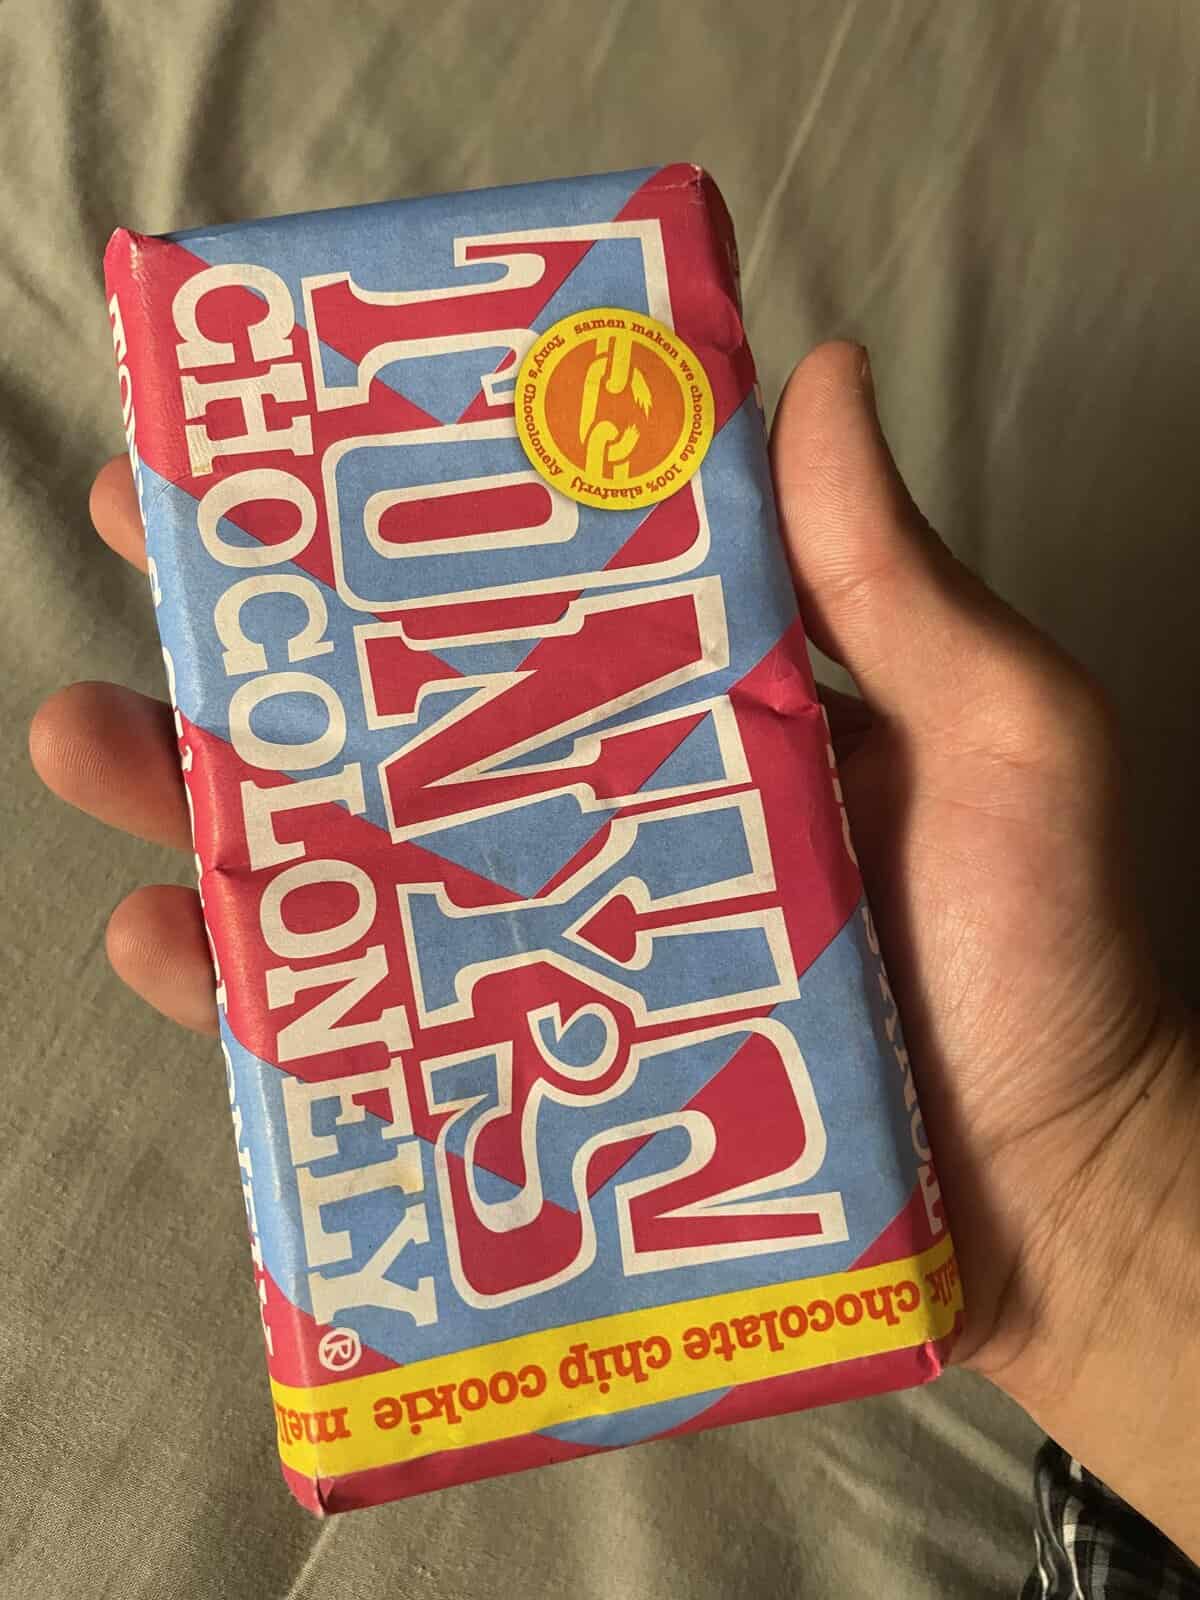 TONY'S
CHOCOLONELY®
Tony's Chocolonely
samen maken we chocolade 100% slaafvrij
milk chocolate chip cookie